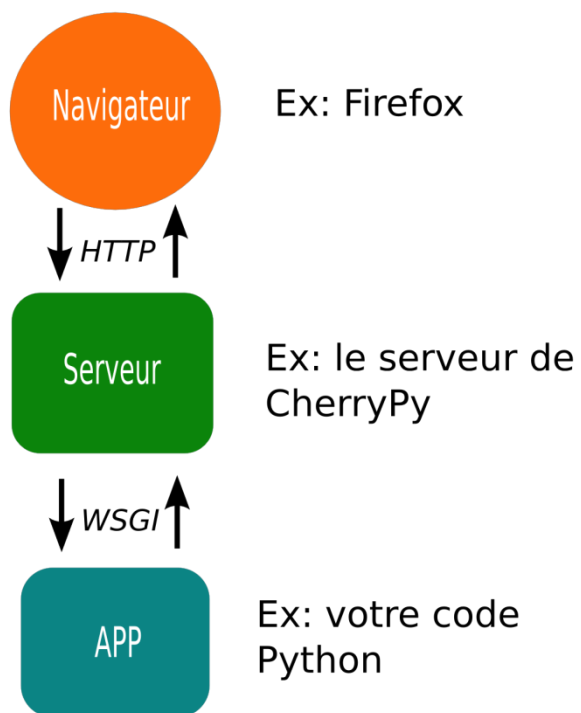 Navigateur
Ex: Firefox
HTTP
Serveur
Ex: le serveur de
CherryPy
WSGI
APP
Ex: votre code
Python